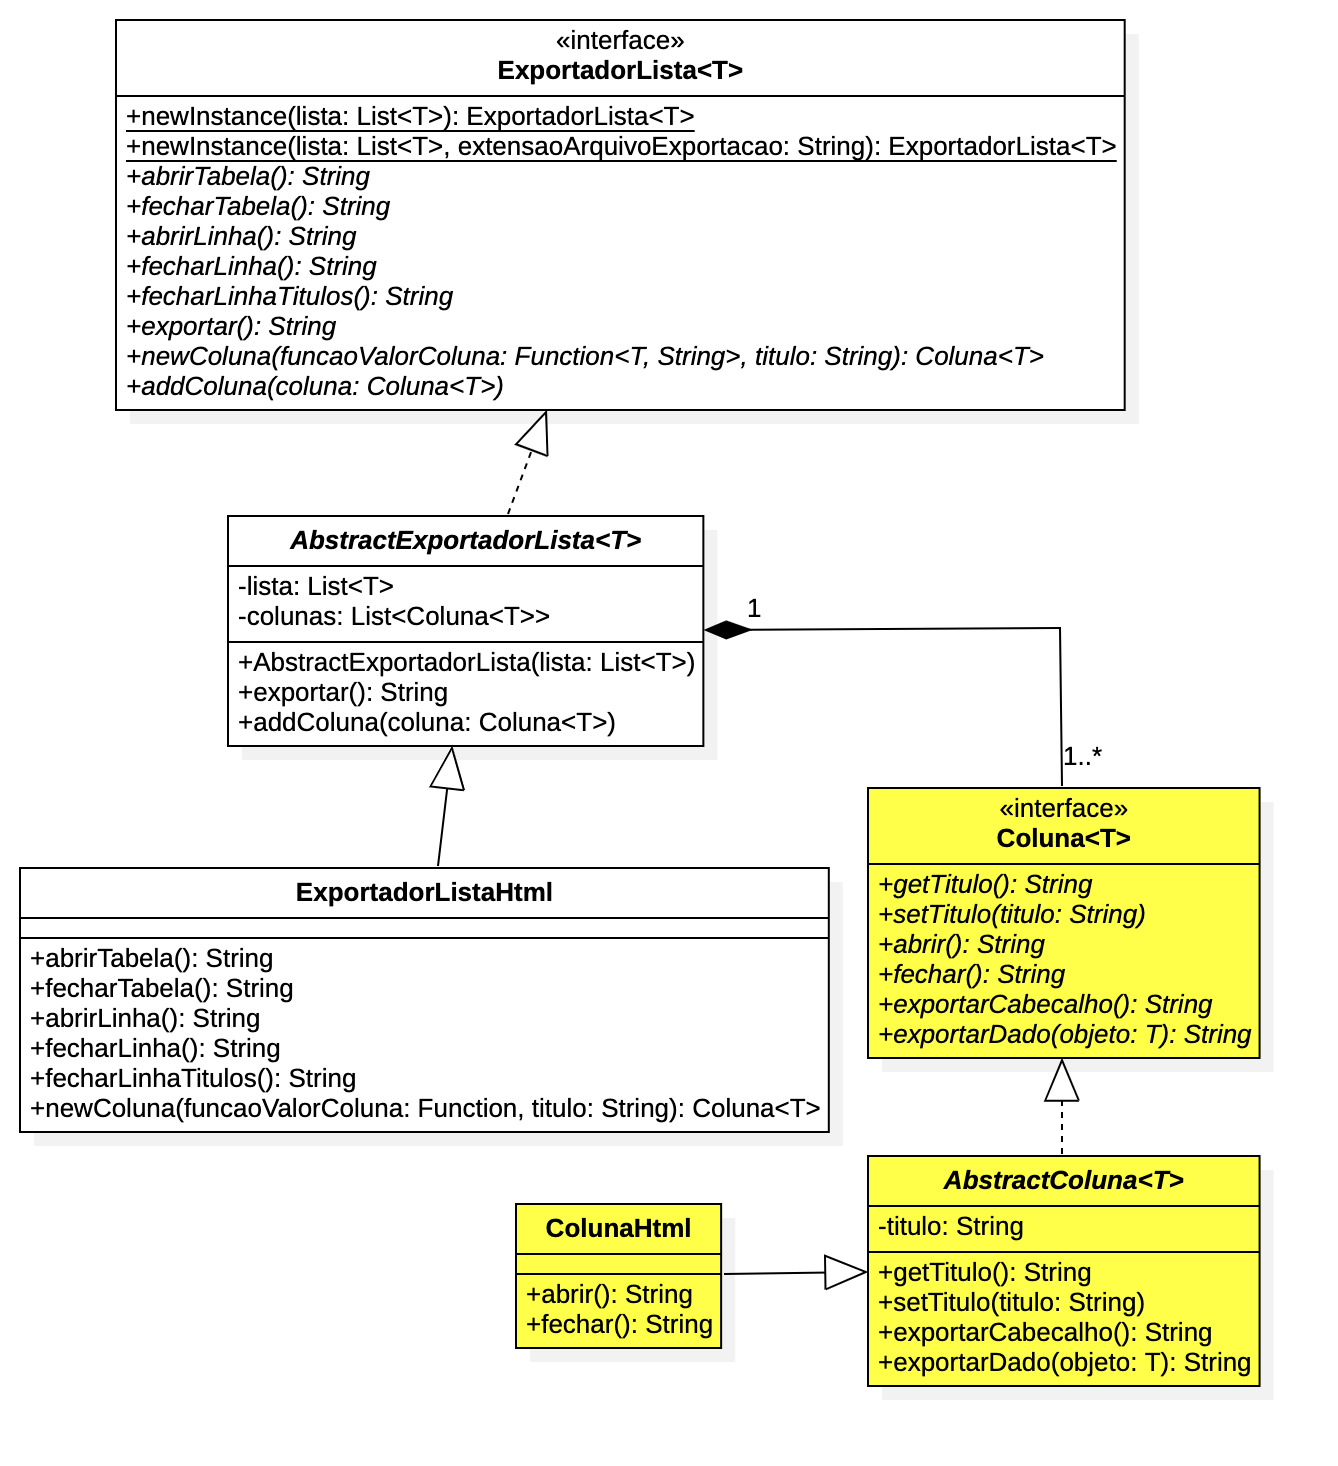 «interface»
ExportadorLista<T>
+newInstance(lista: List<T>): ExportadorLista<T>
+newInstance(lista: List<T>, extensaoArquivoExportacao: String): ExportadorLista<T>
+abrirTabela(): String
+fecharTabela(): String
+abrirLinha(): String
+fecharLinha(): String
+fecharLinhaTitulos(): String
+exportar(): String
+newColuna(funcaoValorColuna: Function<T, String>, titulo: String): Coluna<T>
+addColuna(coluna: Coluna<T>)
AbstractExportadorLista<T>
-lista: List<T>
-colunas: List<Coluna<T>>
+AbstractExportadorLista(lista: List<T>)
+exportar(): String
+addColuna(coluna: Coluna<T>)
1
1..*
«interface»
Coluna<T>
+getTitulo(): String
+setTitulo(titulo: String)
+abrir(): String
+fechar(): String
+exportarCabecalho(): String
+exportarDado(objeto: T): String
ExportadorListaHtml
+abrirTabela(): String
+fecharTabela(): String
+abrirLinha(): String
+fecharLinha(): String
+fecharLinhaTitulos(): String
+newColuna(funcaoValorColuna: Function, titulo: String): Coluna<T>
AbstractColuna<T>
-titulo: String
+getTitulo(): String
+setTitulo(titulo: String)
+exportarCabecalho(): String
+exportarDado(objeto: T): String
ColunaHtml
+abrir(): String
+fechar(): String